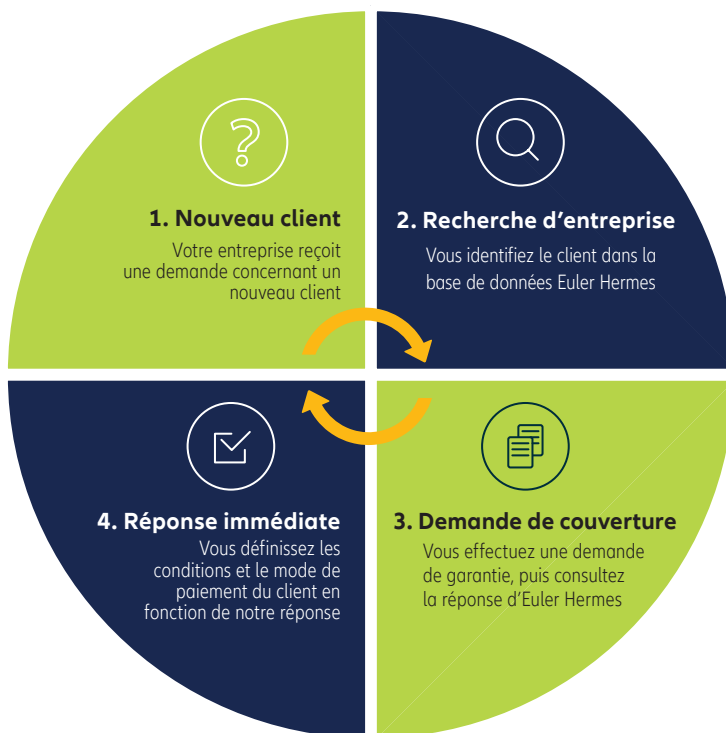 1. Nouveau client
Votre entreprise reçoit
une demande concernant un
nouveau client
2. Recherche d’entreprise
Vous identifiez le client dans la
base de données Euler Hermes
3. Demande de couverture
Vous effectuez une demande
de garantie, puis consultez
la réponse d’Euler Hermes
4. Réponse immédiate
Vous définissez les
conditions et le mode de
paiement du client en
fonction de notre réponse